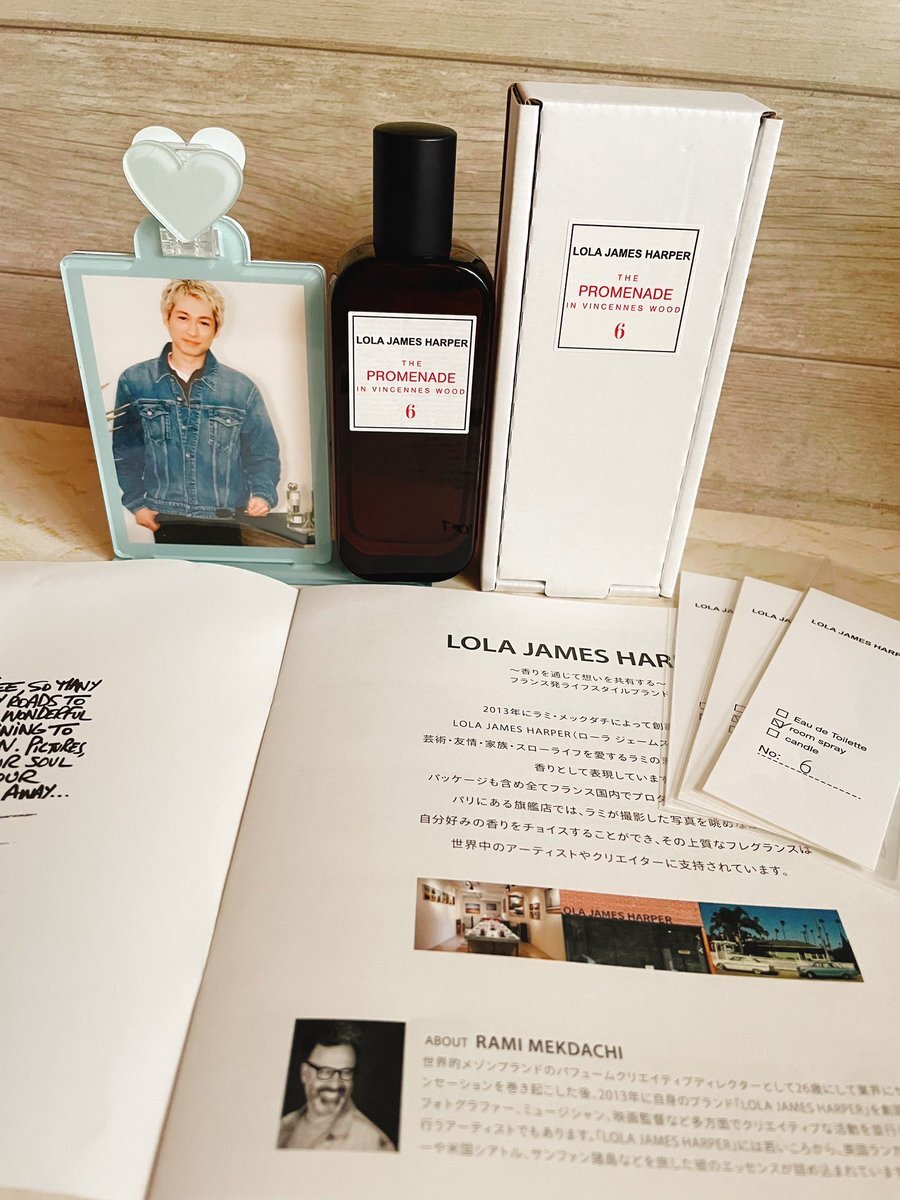 LOLA JAMES HARPER
THE
PROMENADE
IN VINCENNES WOOD
6
LOLA JAMES HARPER
THE
PROMENADE
IN VINCENNES WOOD
6
SO MANY
ROADS TO
WONDERFUL
TO
PICTURES
SOUL
AWAY...
LOLA JAMES
～香りを通じて想いを共有する～
フランス発ライフスタイルブランド
2013年にラミ・メックダチによって創
LOLA JAMES HARPER(ローラ ジェームス
芸術・友情・家族・スローライフを愛するラミの
香りとして表現しています
パッケージも含め全てフランス国内でプロダ
パリにある旗艦店では、ラミが撮影した写真を眺めな
自分好みの香りをチョイスすることができ、その上質なフレグランスは
世界中のアーティストやクリエイターに支持されています。
LOLA
LOLA
LOLA JAMES
Eau de Toilette
room spray
candle
No: 6
OLA JAMES HARPER
ABOUT RAMI MEKDACHI
世界的メゾンブランドのパフュームクリエイティブディレクターとして26歳にして業界に
ンセーションを巻き起こした後、2013年に自身のブランド「LOLA JAMES HARPER」を創
フォトグラファー、ミュージシャン、映画監督など多方面でクリエイティブな活動を並行
行うアーティストでもあります。「LOLA JAMES HARPER」には若いころから、英国
ーや米国シアトル、サンファン諸島などを旅した彼のエッセンスが詰め込まれています